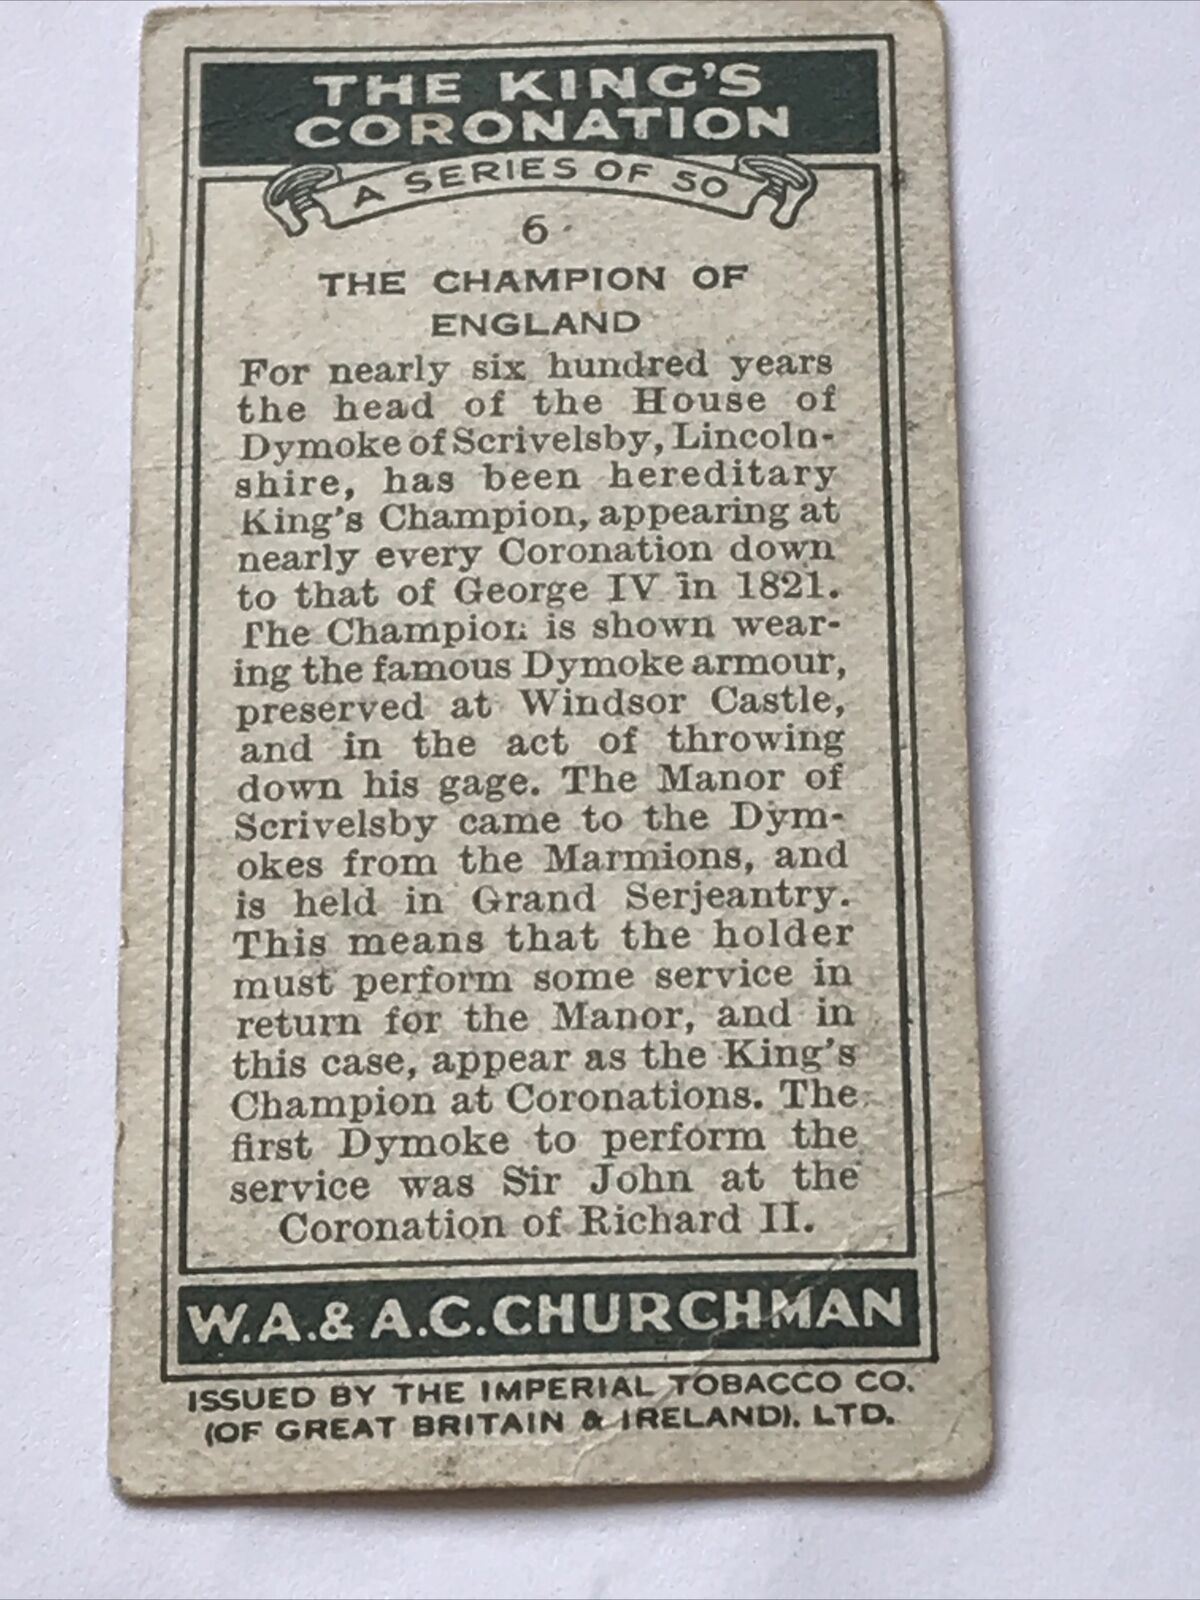 THE KING'S
CORONATION
A SERIES OF 50
6
THE CHAMPION OF
ENGLAND
For nearly six hundred years
the head of the House of
Dymoke of Scrivelsby, Lincoln-
shire, has been hereditary
King's Champion, appearing at
nearly every Coronation down
to that of George IV in 1821.
The Champion is shown wear-
ing the famous Dymoke armour,
preserved at Windsor Castle,
and in the act of throwing
down his gage. The Manor of
Scrivelsby came to the Dym-
okes from the Marmions, and
is held in Grand Serjeantry.
This means that the holder
must perform some service in
return for the Manor, and in
this case, appear as the King's
Champion at Coronations. The
first Dymoke to perform the
service was Sir John at the
Coronation of Richard II.
W.A. & A.C. CHURCHMAN
ISSUED BY THE IMPERIAL TOBACCO CO.
(OF GREAT BRITAIN & IRELAND), LTD.